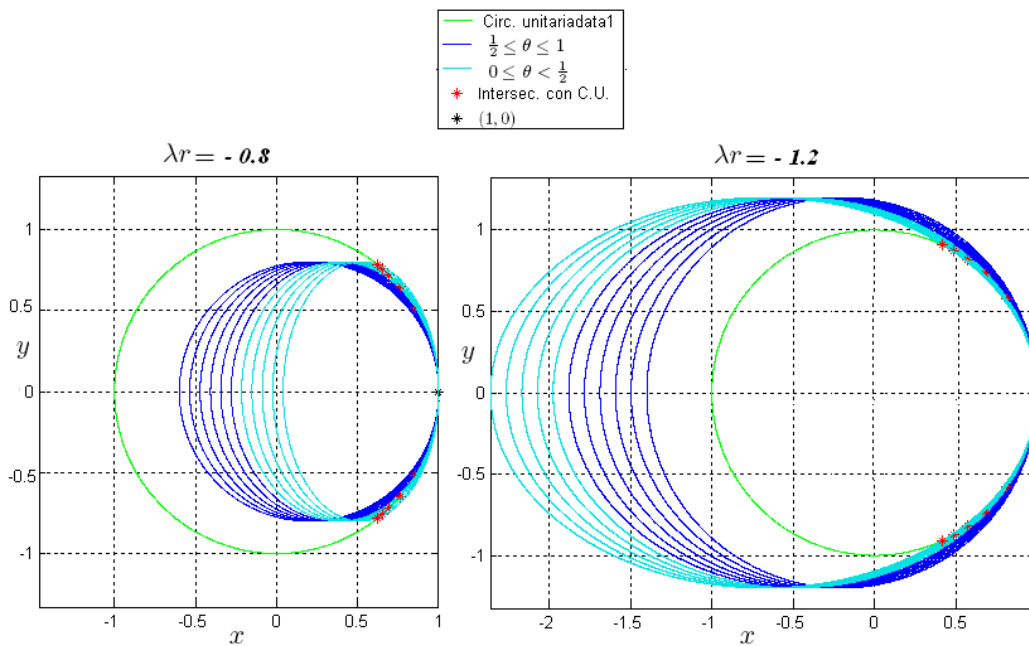 Circ. unitariadata1
1/2 ≤ θ ≤ 1
0 ≤ θ < 1/2
Intersec. con C.U.
(1, 0)
λr = - 0.8
1
0.5
y
0
-0.5
-1
-1 -0.5 0 0.5 1
x
λr = - 1.2
1
0.5
y
0
-0.5
-1
-2 -1.5 -1 -0.5 0 0.5
x